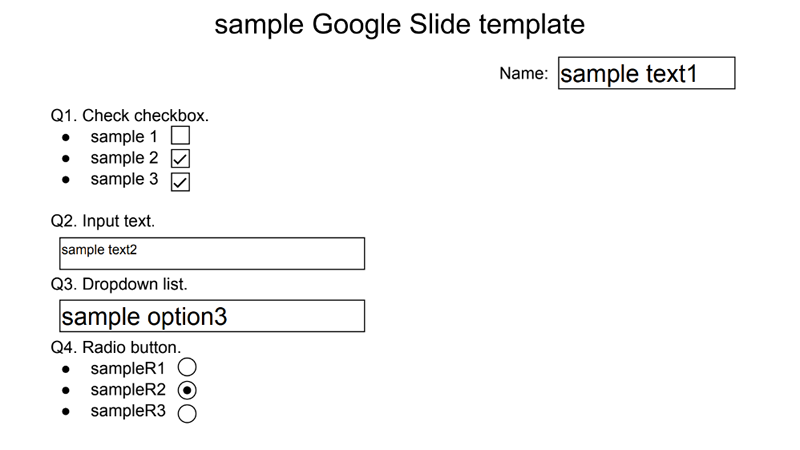 sample Google Slide template
Name: sample text1
Q1. Check checkbox.
● sample 1
● sample 2
● sample 3
Q2. Input text.
sample text2
Q3. Dropdown list.
sample option3
Q4. Radio button.
● sampleR1
● sampleR2
● sampleR3